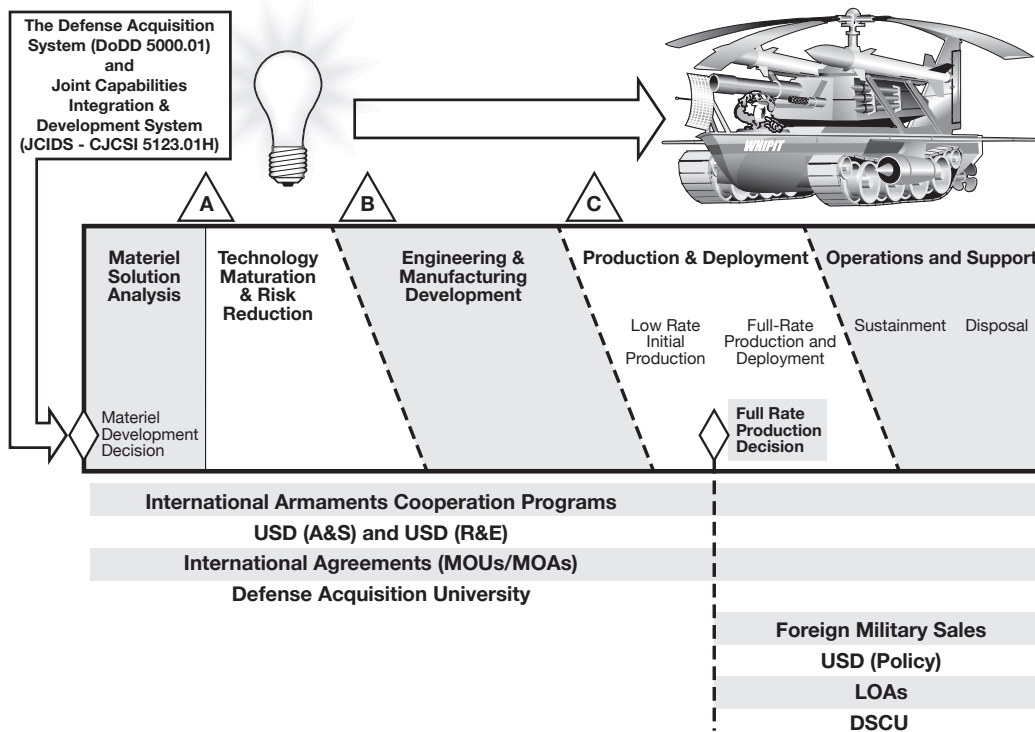 The Defense Acquisition
System (DoDD 5000.01)
and
Joint Capabilities
Integration &
Development System
(JCIDS - CJCSI 5123.01H)
WHIPIT
A
B
C
Materiel
Solution
Analysis
Technology
Maturation
& Risk
Reduction
Engineering &
Manufacturing
Development
Production & Deployment
Operations and Support
Low Rate
Initial
Production
Full-Rate
Production and
Deployment
Sustainment
Disposal
Materiel
Development
Decision
Full Rate
Production
Decision
International Armaments Cooperation Programs
USD (A&S) and USD (R&E)
International Agreements (MOUs/MOAs)
Defense Acquisition University
Foreign Military Sales
USD (Policy)
LOAs
DSCU